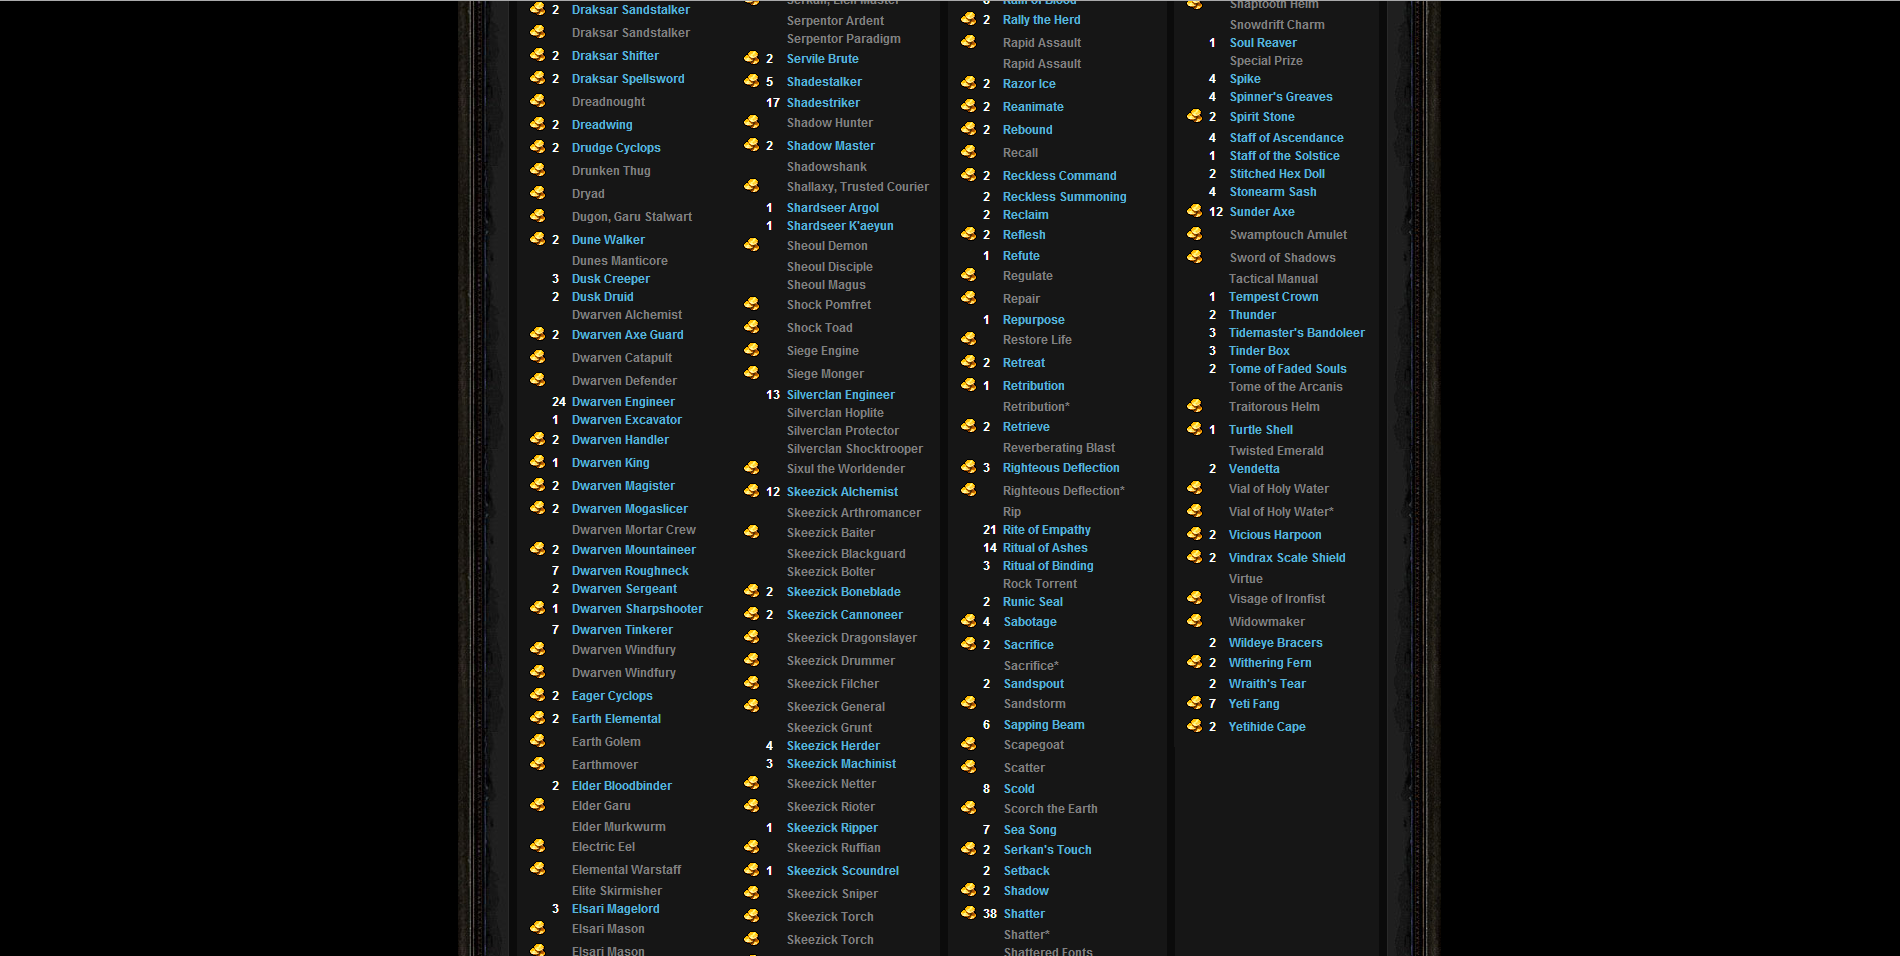 2 Draksar Sandstalker
Draksar Sandstalker
2 Draksar Shifter
2 Draksar Spellsword
Dreadnought
2 Dreadwing
2 Drudge Cyclops
Drunken Thug
Dryad
Dugon, Garu Stalwart
2 Dune Walker
Dunes Manticore
3 Dusk Creeper
2 Dusk Druid
Dwarven Alchemist
2 Dwarven Axe Guard
Dwarven Catapult
Dwarven Defender
24 Dwarven Engineer
1 Dwarven Excavator
2 Dwarven Handler
1 Dwarven King
2 Dwarven Magister
2 Dwarven Mogaslicer
Dwarven Mortar Crew
2 Dwarven Mountaineer
7 Dwarven Roughneck
2 Dwarven Sergeant
1 Dwarven Sharpshooter
7 Dwarven Tinkerer
Dwarven Windfury
Dwarven Windfury
2 Eager Cyclops
2 Earth Elemental
Earth Golem
Earthmover
2 Elder Bloodbinder
Elder Garu
Elder Murkwurm
Electric Eel
Elemental Warstaff
Elite Skirmisher
3 Elsari Magelord
Elsari Mason
Elsari Mason
Serkan, Lich Master
Serpentor Ardent
Serpentor Paradigm
2 Servile Brute
5 Shadestalker
17 Shadestriker
Shadow Hunter
2 Shadow Master
Shadowshank
Shallaxy, Trusted Courier
1 Shardseer Argol
1 Shardseer K'aeyun
Sheoul Demon
Sheoul Disciple
Sheoul Magus
Shock Pomfret
Shock Toad
Siege Engine
Siege Monger
13 Silverclan Engineer
Silverclan Hoplite
Silverclan Protector
Silverclan Shocktrooper
Sixul the Worldender
12 Skeezick Alchemist
Skeezick Arthromancer
Skeezick Baiter
Skeezick Blackguard
Skeezick Bolter
2 Skeezick Boneblade
2 Skeezick Cannoneer
Skeezick Dragonslayer
Skeezick Drummer
Skeezick Filcher
Skeezick General
Skeezick Grunt
4 Skeezick Herder
3 Skeezick Machinist
Skeezick Netter
Skeezick Rioter
1 Skeezick Ripper
Skeezick Ruffian
1 Skeezick Scoundrel
Skeezick Sniper
Skeezick Torch
Skeezick Torch
Rain of Blood
2 Rally the Herd
Rapid Assault
Rapid Assault
2 Razor Ice
2 Reanimate
2 Rebound
Recall
2 Reckless Command
2 Reckless Summoning
2 Reclaim
2 Reflesh
1 Refute
Regulate
Repair
1 Repurpose
Restore Life
2 Retreat
1 Retribution
Retribution*
2 Retrieve
Reverberating Blast
3 Righteous Deflection
Righteous Deflection*
Rip
21 Rite of Empathy
14 Ritual of Ashes
3 Ritual of Binding
Rock Torrent
2 Runic Seal
4 Sabotage
2 Sacrifice
Sacrifice*
2 Sandspout
Sandstorm
6 Sapping Beam
Scapegoat
Scatter
8 Scold
Scorch the Earth
7 Sea Song
2 Serkan's Touch
2 Setback
2 Shadow
38 Shatter
Shatter*
Shattered Fonts
Snaptooth Helm
Snowdrift Charm
1 Soul Reaver
Special Prize
4 Spike
4 Spinner's Greaves
2 Spirit Stone
4 Staff of Ascendance
1 Staff of the Solstice
2 Stitched Hex Doll
4 Stonearm Sash
12 Sunder Axe
Swamptouch Amulet
Sword of Shadows
Tactical Manual
1 Tempest Crown
2 Thunder
3 Tidemaster's Bandoleer
3 Tinder Box
2 Tome of Faded Souls
Tome of the Arcanis
Traitorous Helm
1 Turtle Shell
Twisted Emerald
2 Vendetta
Vial of Holy Water
Vial of Holy Water*
2 Vicious Harpoon
2 Vindrax Scale Shield
Virtue
Visage of Ironfist
Widowmaker
2 Wildeye Bracers
2 Withering Fern
2 Wraith's Tear
7 Yeti Fang
2 Yetihide Cape